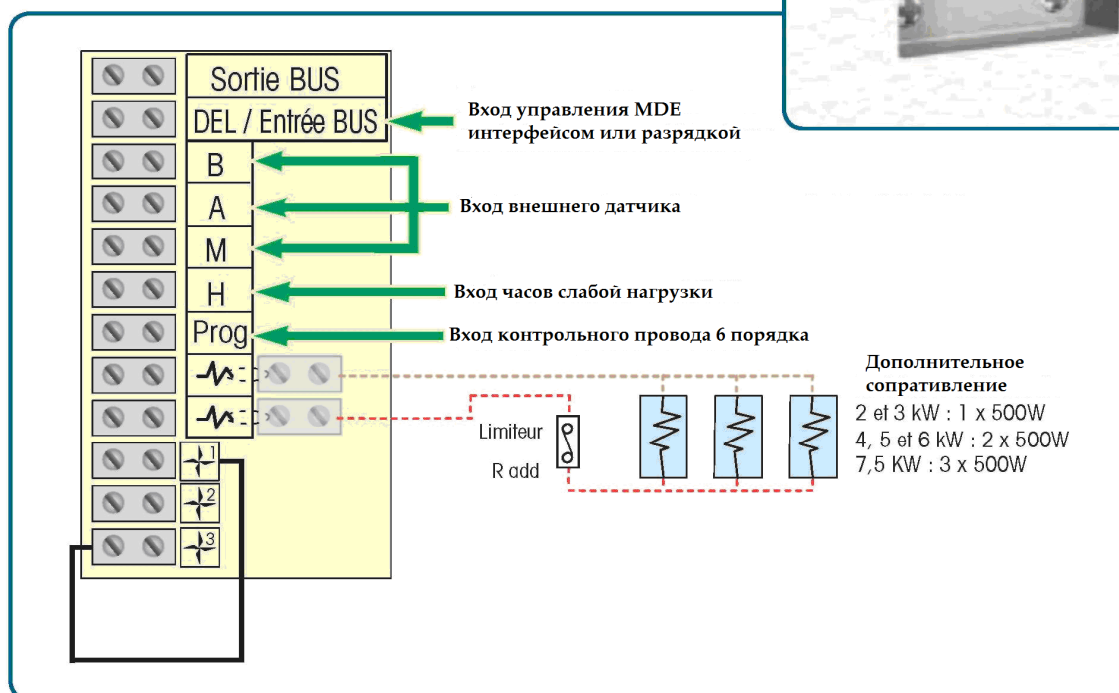 Sortie BUS
DEL / Entrée BUS
Вход управления MDE
интерфейсом или разрядкой
B
A
Вход внешнего датчика
M
H
Вход часов слабой нагрузки
Prog
Вход контрольного провода 6 порядка
Дополнительное
сопративление
2 et 3 kW : 1 x 500W
4, 5 et 6 kW : 2 x 500W
7,5 KW : 3 x 500W
Limiteur
R add
1
2
3